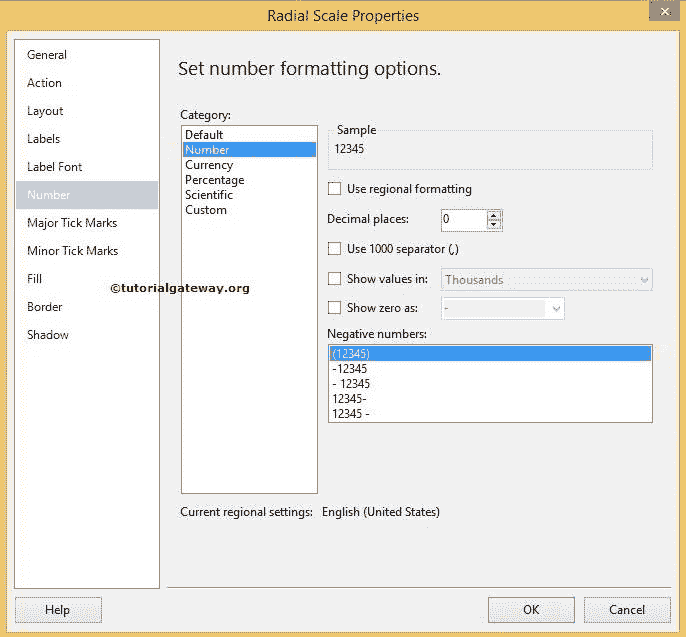 Radial Scale Properties
General
Action
Layout
Labels
Label Font
Number
Major Tick Marks
Minor Tick Marks
Fill
Border
Shadow
©tutorialgateway.org
Set number formatting options.
Category:
Default
Number
Currency
Percentage
Scientific
Custom
Sample
12345
Use regional formatting
Decimal places: 0
Use 1000 separator (,)
Show values in: Thousands
Show zero as: -
Negative numbers:
(12345)
-12345
- 12345
12345-
12345 -
Current regional settings: English (United States)
Help OK Cancel